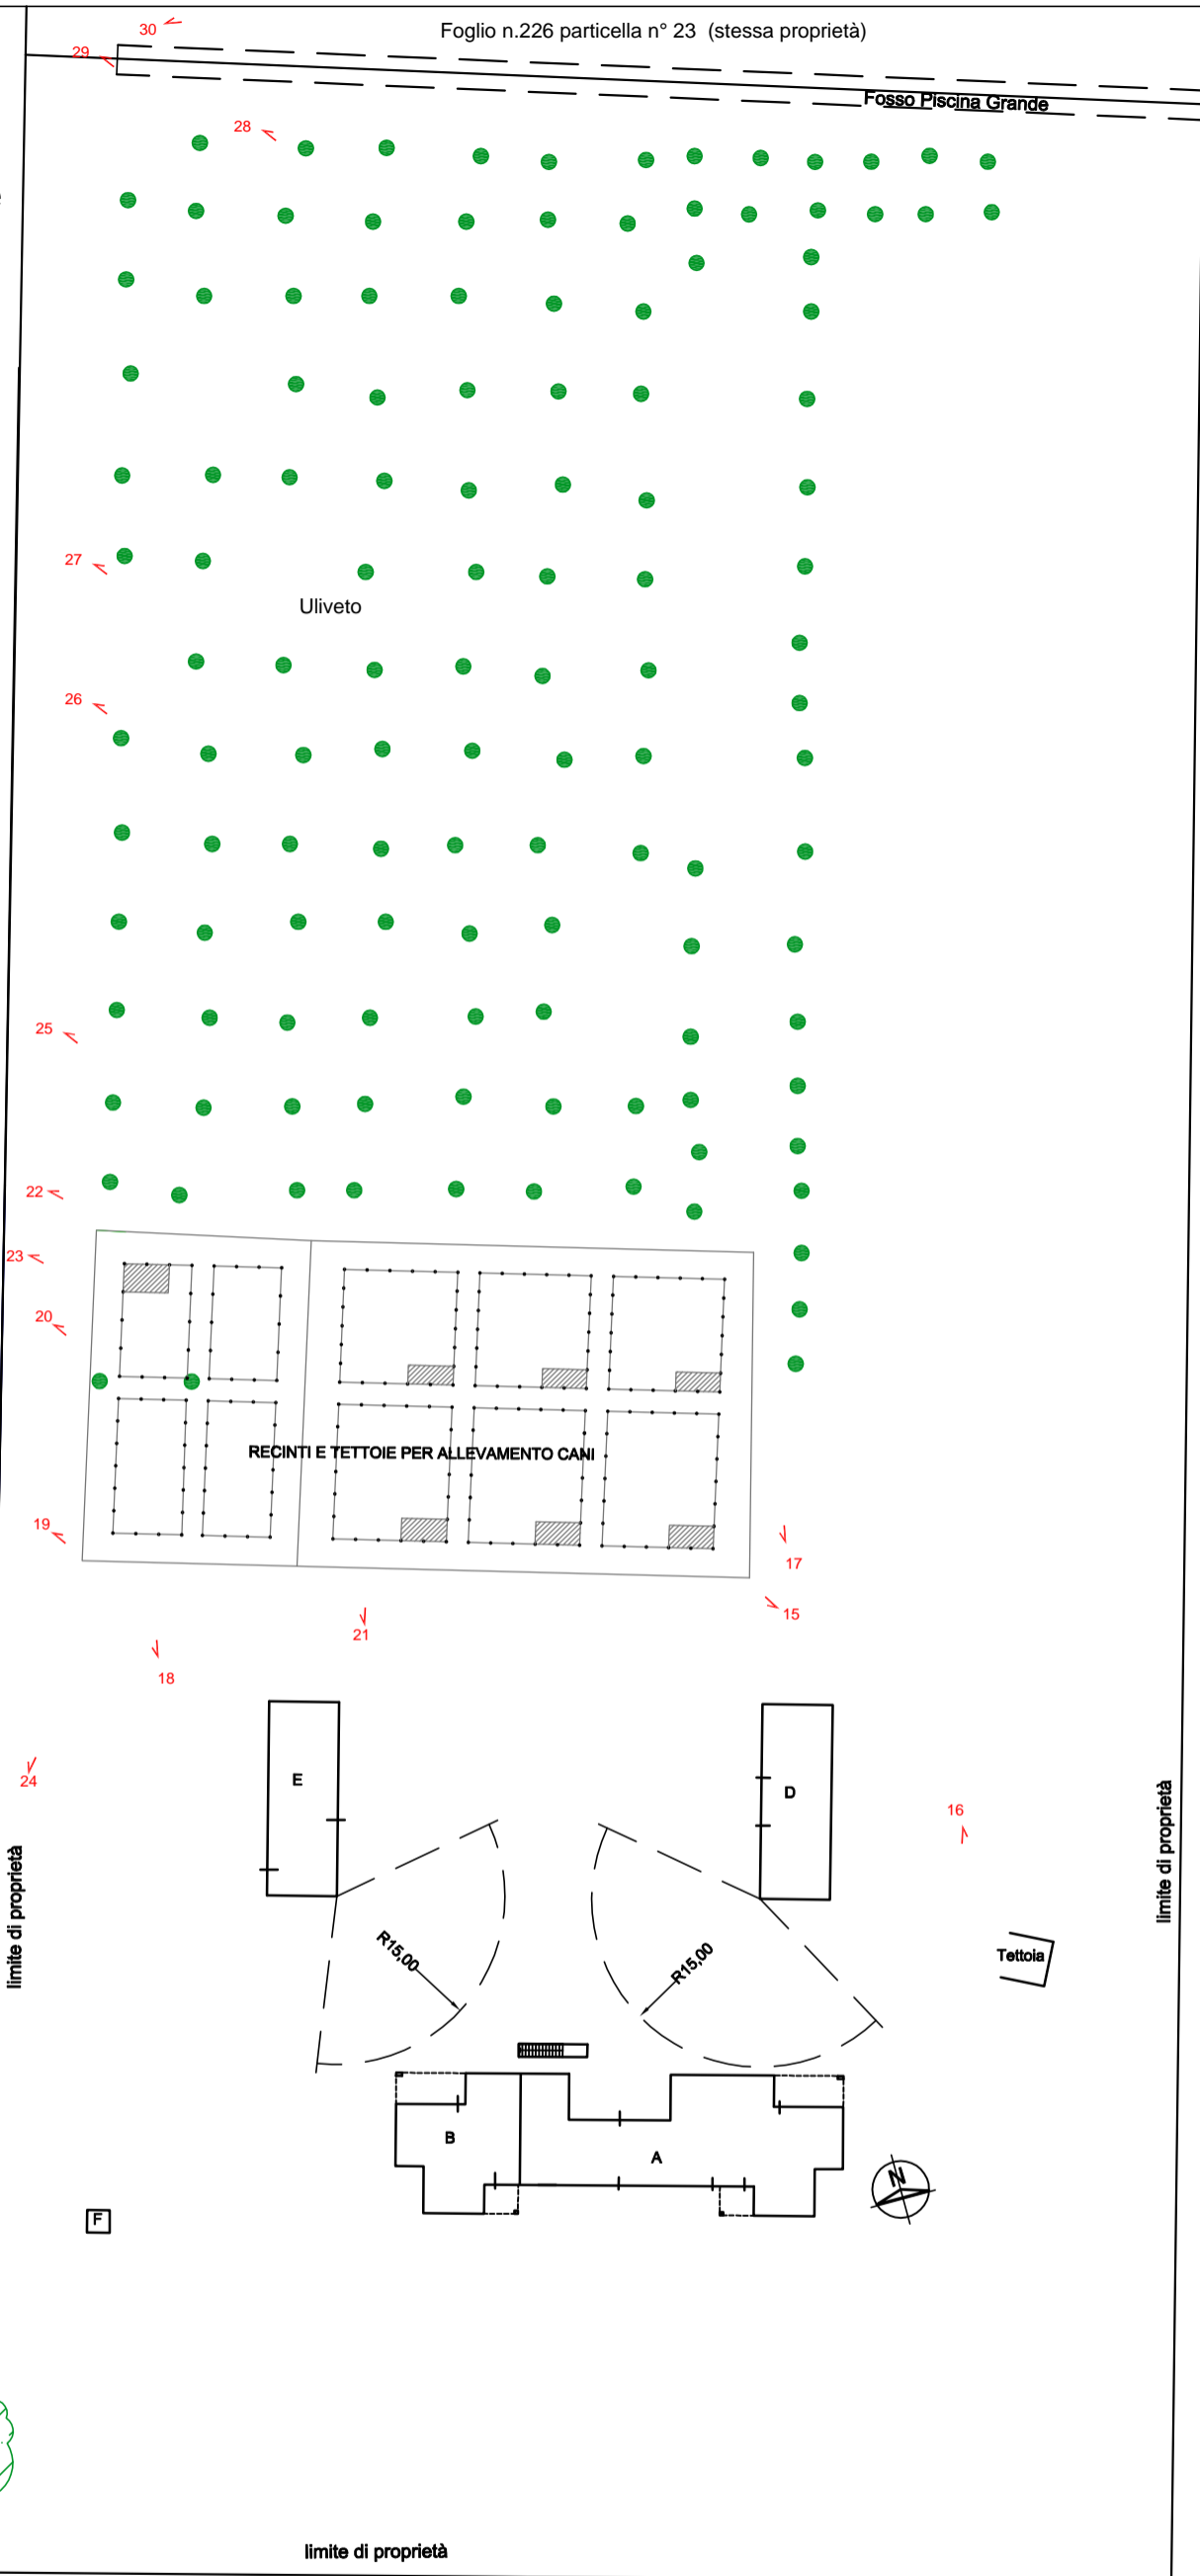 30
Foglio n.226 particella n° 23  (stessa proprietà)
29
Fosso Piscina Grande
28
27
Uliveto
26
25
22
23
20
RECINTI E TETTOIE PER ALLEVAMENTO CANI
19
17
15
21
18
E
D
24
16
limite di proprietà
limite di proprietà
R15,00
R15,00
Tettoia
B
A
N
F
limite di proprietà